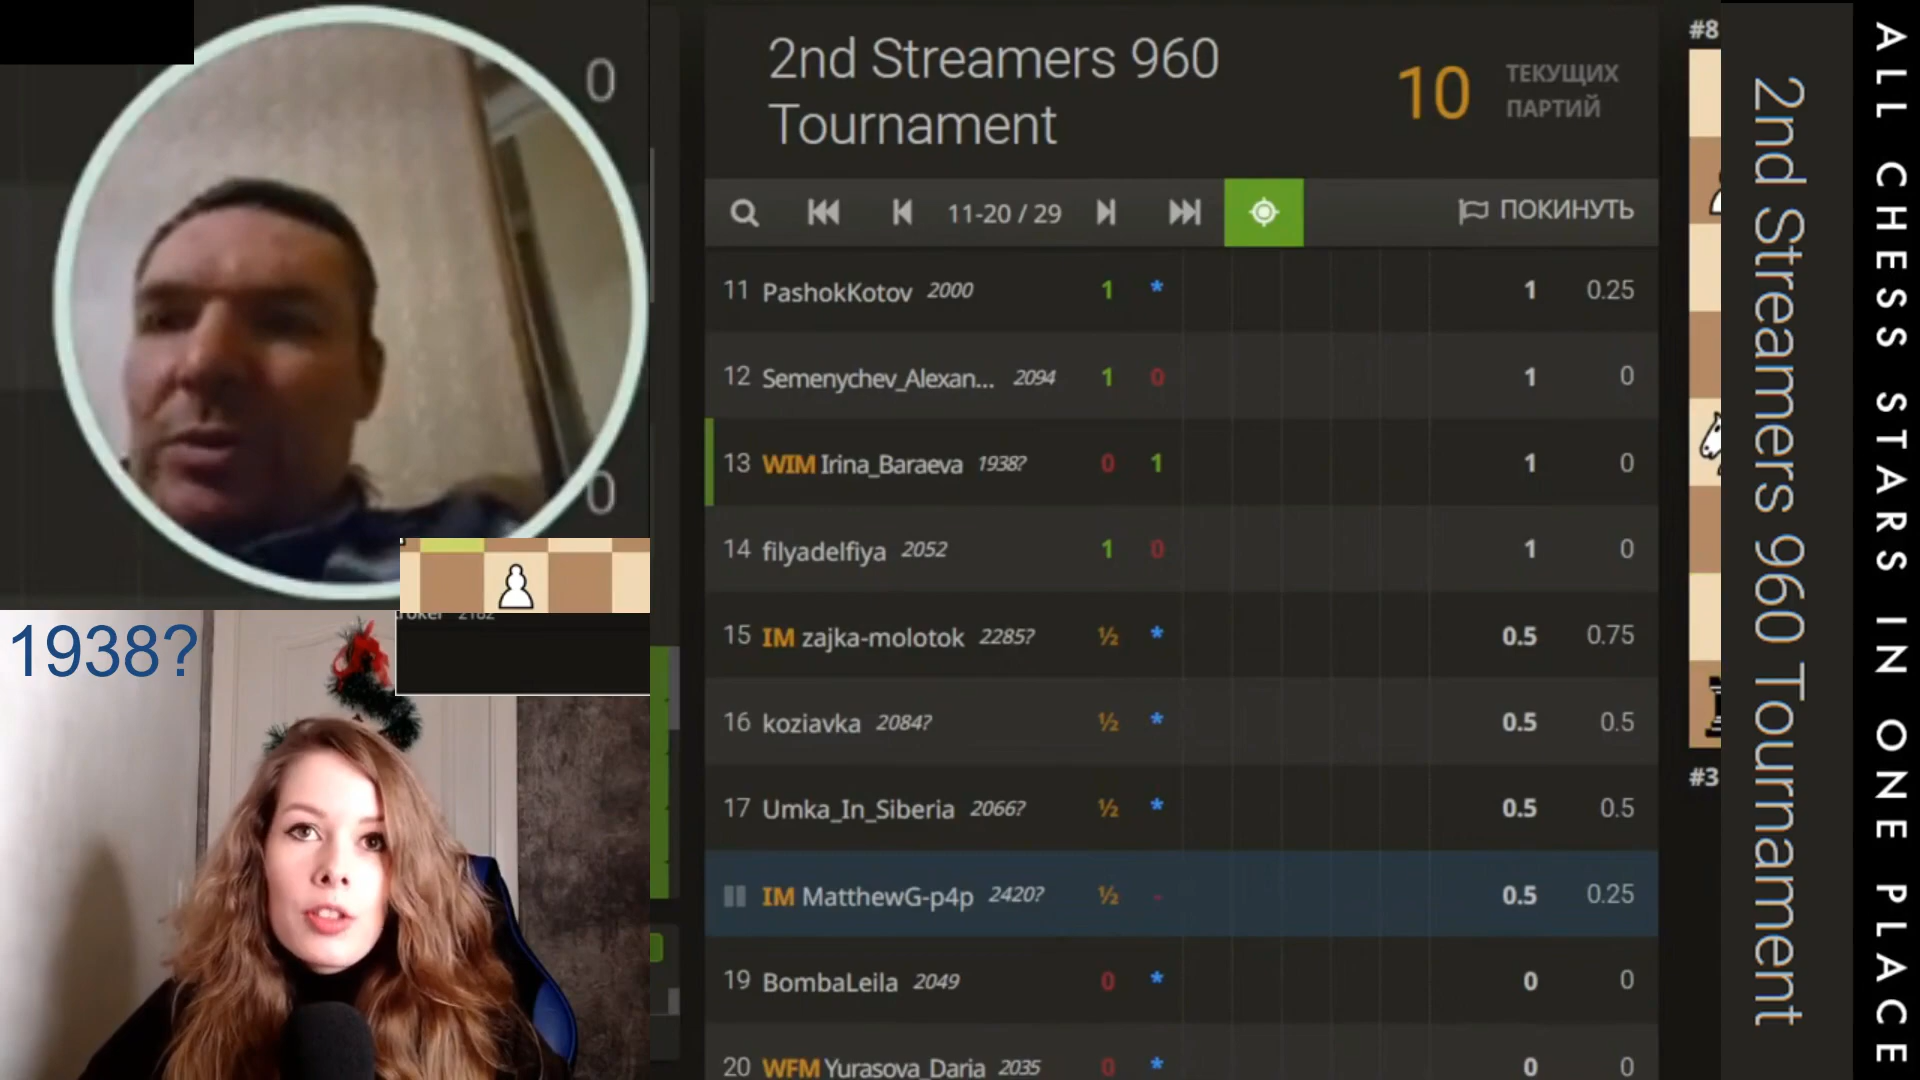 0
0
1938?
2182
2nd Streamers 960
Tournament
10
ТЕКУЩИХ
ПАРТИЙ
11-20 / 29
ПОКИНУТЬ
11 PashokKotov 2000 1 * 1 0.25
12 Semenychev_Alexan... 2094 1 0 1 0
13 WIM Irina_Baraeva 1938? 0 1 1 0
14 filyadelfiya 2052 1 0 1 0
15 IM zajka-molotok 2285? ½ * 0.5 0.75
16 koziavka 2084? ½ * 0.5 0.5
17 Umka_In_Siberia 2066? ½ * 0.5 0.5
IM MatthewG-p4p 2420? ½ - 0.5 0.25
19 BombaLeila 2049 0 * 0 0
20 WFM Yurasova_Daria 2035 0 * 0 0
#8
#3
2nd Streamers 960 Tournament
ALL CHESS STARS IN ONE PLACE